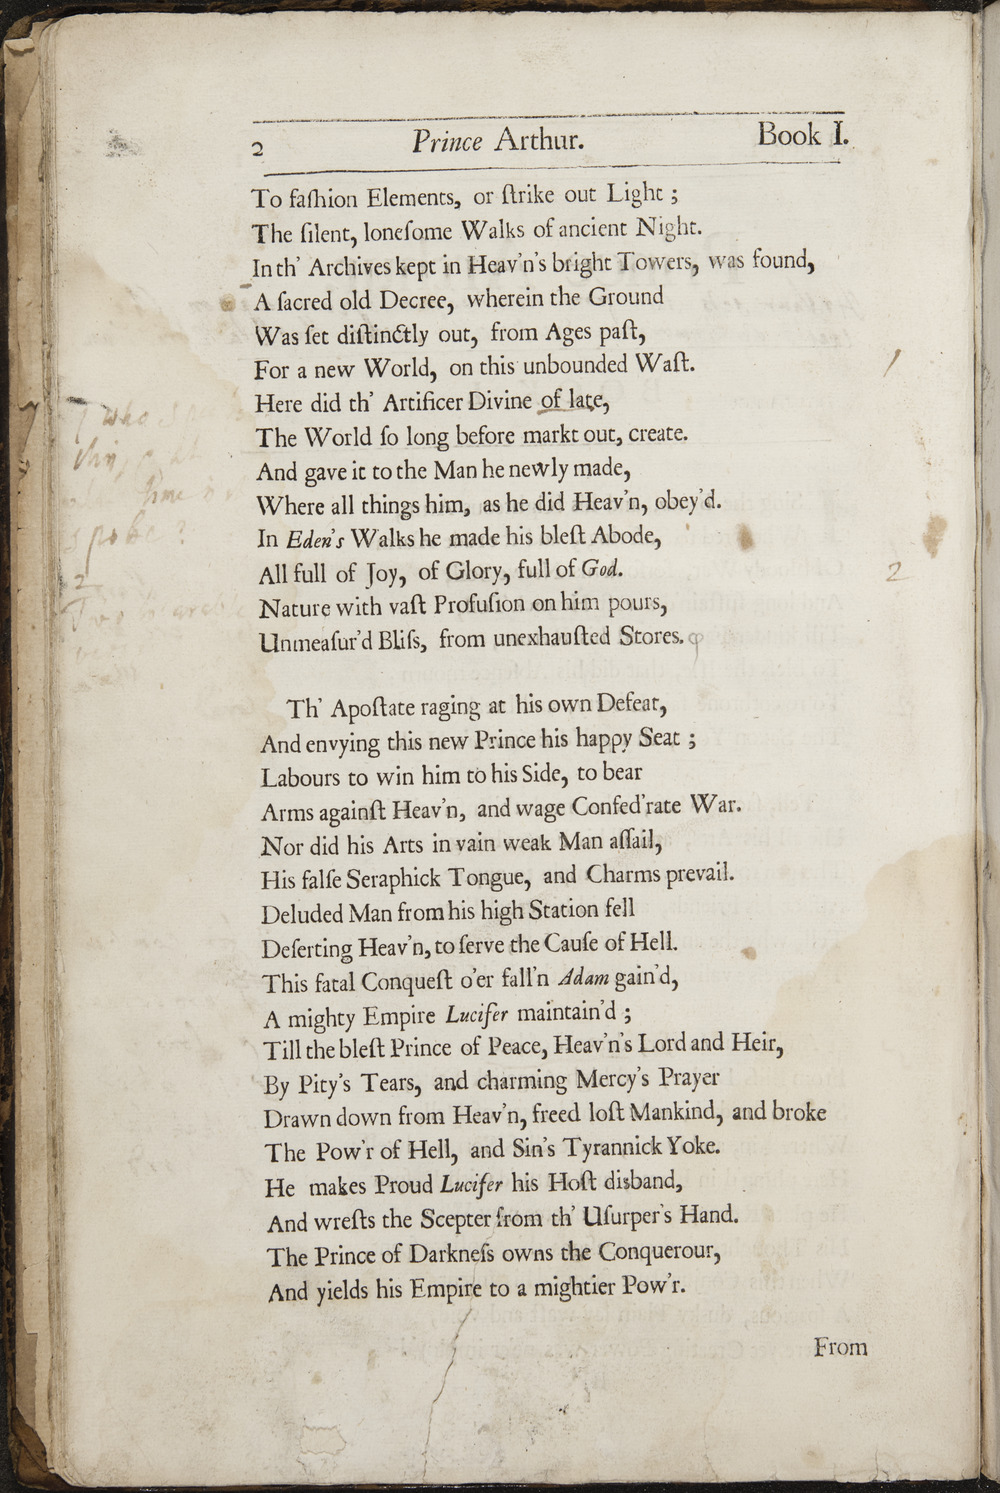 2 Prince Arthur. Book I.
To faſhion Elements, or ſtrike out Light ;
The ſilent, loneſome Walks of ancient Night.
In th' Archives kept in Heav'n's bright Towers, was found,
A ſacred old Decree, wherein the Ground
Was ſet diſtinctly out, from Ages paſt,
For a new World, on this unbounded Waſt.
Here did th' Artificer Divine of late,
The World ſo long before markt out, create.
And gave it to the Man he newly made,
Where all things him, as he did Heav'n, obey'd.
In Eden's Walks he made his bleſt Abode,
All full of Joy, of Glory, full of God.
Nature with vaſt Profuſion on him pours,
Unmeaſur'd Bliſs, from unexhauſted Stores.
Th' Apoſtate raging at his own Defeat,
And envying this new Prince his happy Seat ;
Labours to win him to his Side, to bear
Arms againſt Heav'n, and wage Confed'rate War.
Nor did his Arts in vain weak Man aſſail,
His falſe Seraphick Tongue, and Charms prevail.
Deluded Man from his high Station fell
Deſerting Heav'n, to ſerve the Cauſe of Hell.
This fatal Conqueſt o'er fall'n Adam gain'd,
A mighty Empire Lucifer maintain'd ;
Till the bleſt Prince of Peace, Heav'n's Lord and Heir,
By Pity's Tears, and charming Mercy's Prayer
Drawn down from Heav'n, freed loſt Mankind, and broke
The Pow'r of Hell, and Sin's Tyrannick Yoke.
He makes Proud Lucifer his Hoſt disband,
And wreſts the Scepter from th' Uſurper's Hand.
The Prince of Darkneſs owns the Conquerour,
And yields his Empire to a mightier Pow'r.
From
1
2
who
time
spoke ?
2